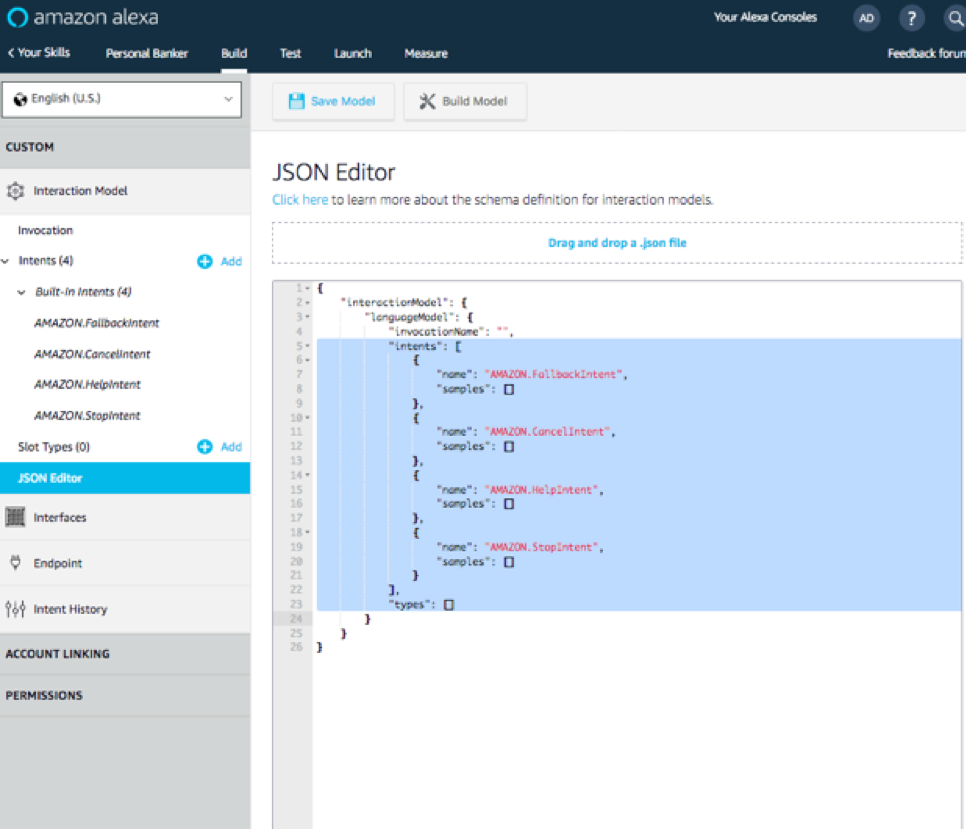 amazon alexa
Your Alexa Consoles
AD
?
< Your Skills
Personal Banker
Build
Test
Launch
Measure
Feedback forum
English (U.S.)
Save Model
Build Model
CUSTOM
Interaction Model
Invocation
Intents (4)
Add
Built-In Intents (4)
AMAZON.FallbackIntent
AMAZON.CancelIntent
AMAZON.HelpIntent
AMAZON.StopIntent
Slot Types (0)
Add
JSON Editor
Interfaces
Endpoint
Intent History
ACCOUNT LINKING
PERMISSIONS
JSON Editor
Click here to learn more about the schema definition for interaction models.
Drag and drop a .json file
1 {
2 "interactionModel": {
3 "languageModel": {
4 "invocationName": "",
5 "intents": [
6 {
7 "name": "AMAZON.FallbackIntent",
8 "samples": []
9 },
10 {
11 "name": "AMAZON.CancelIntent",
12 "samples": []
13 },
14 {
15 "name": "AMAZON.HelpIntent",
16 "samples": []
17 },
18 {
19 "name": "AMAZON.StopIntent",
20 "samples": []
21 }
22 ],
23 "types": []
24 }
25 }
26 }